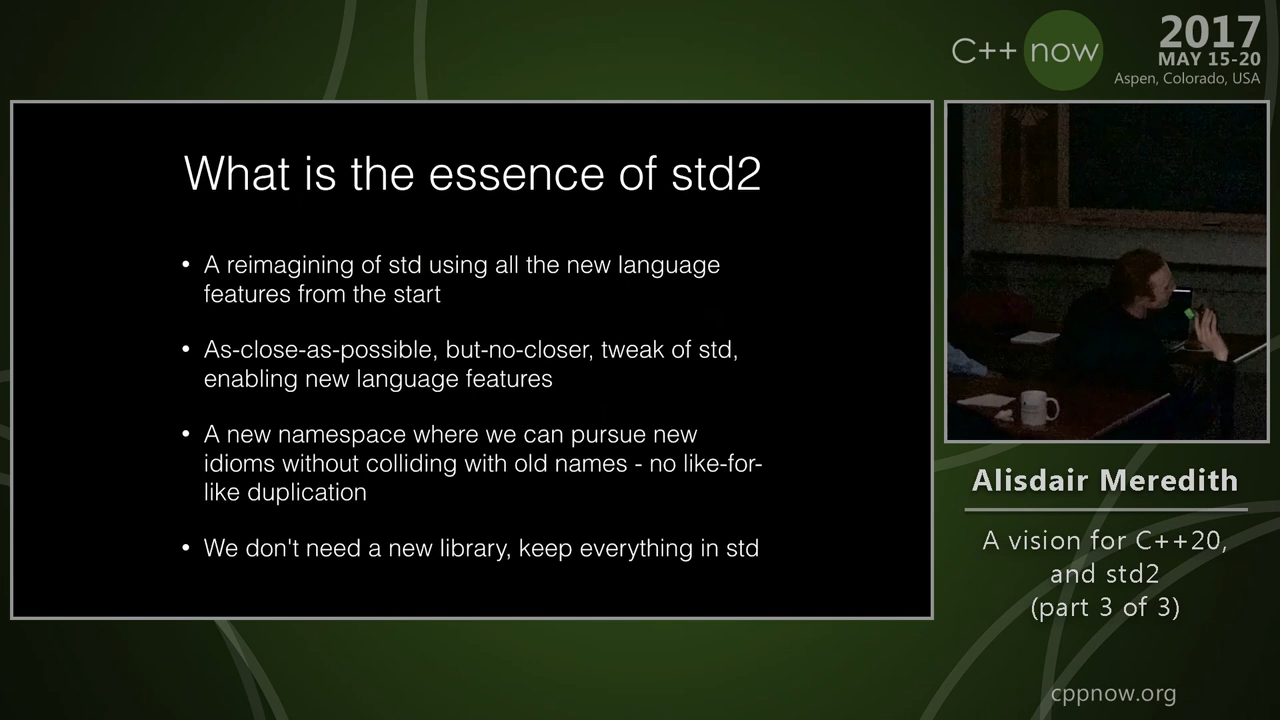 C++ now
2017
MAY 15-20
Aspen, Colorado, USA
What is the essence of std2
• A reimagining of std using all the new language
features from the start
• As-close-as-possible, but-no-closer, tweak of std,
enabling new language features
• A new namespace where we can pursue new
idioms without colliding with old names - no like-for-
like duplication
• We don't need a new library, keep everything in std
Alisdair Meredith
A vision for C++20,
and std2
(part 3 of 3)
cppnow.org